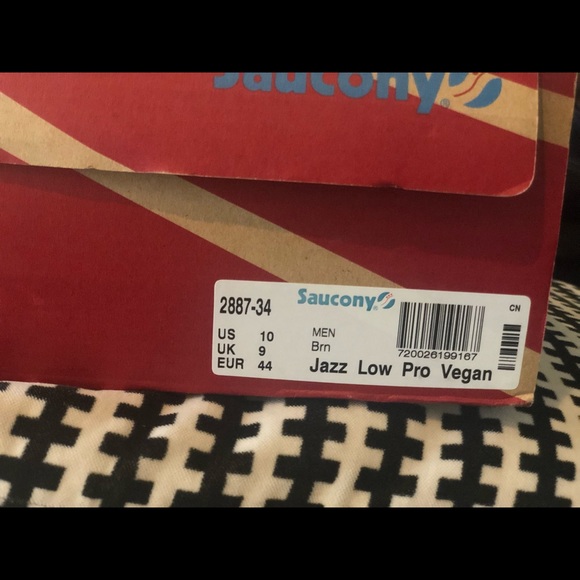 Saucony®
2887-34
Saucony®
CN
US 10
MEN
UK 9
Brn
720026199167
EUR 44
Jazz Low Pro Vegan